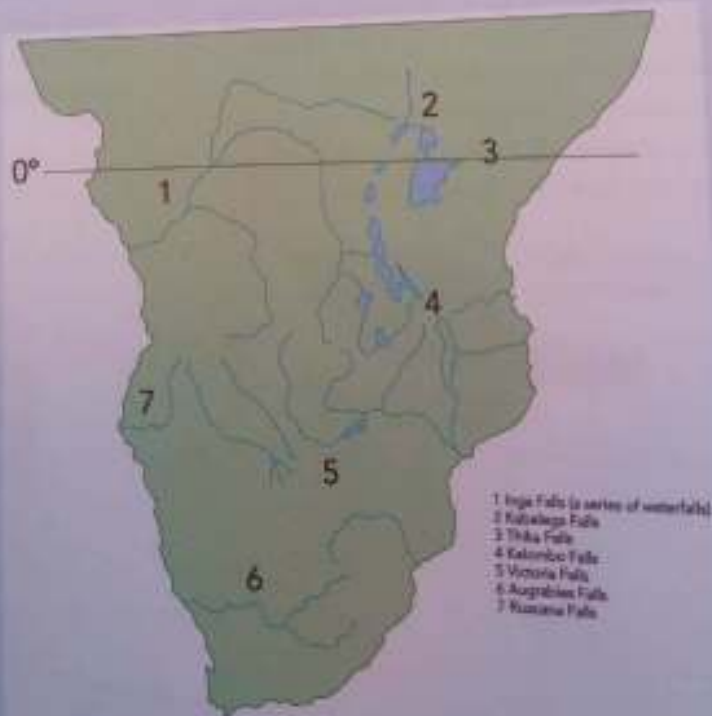 0°
1
2
3
4
5
6
7
1 Inga Falls (a series of waterfalls)
2 Kabalega Falls
3 Thika Falls
4 Kalombo Falls
5 Victoria Falls
6 Augrabies Falls
7 Ruacana Falls